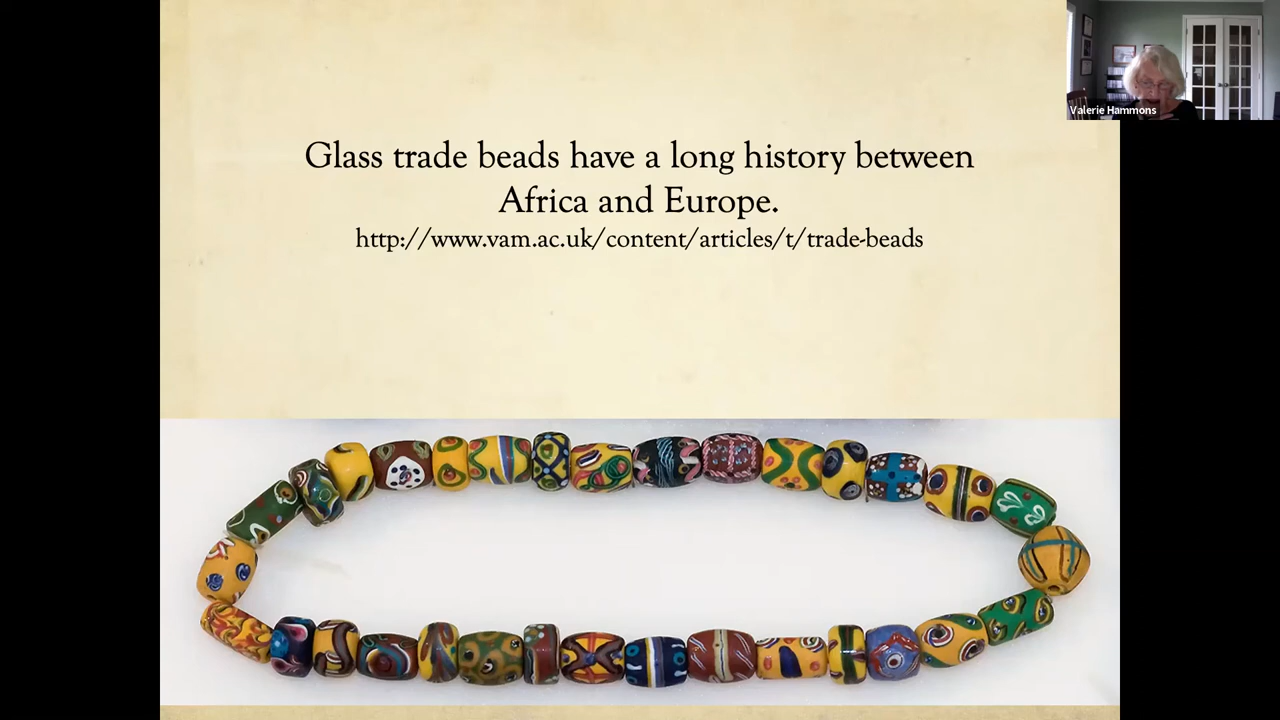 Glass trade beads have a long history between
Africa and Europe.
http://www.vam.ac.uk/content/articles/t/trade-beads
Valerie Hammons